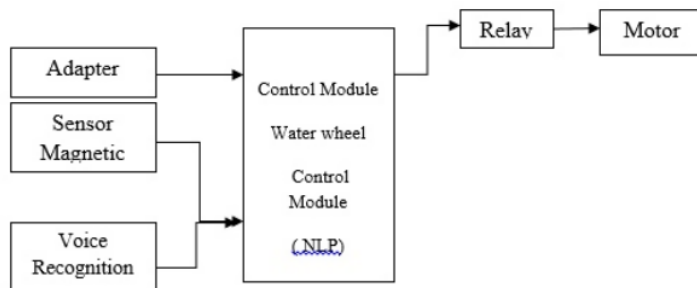 Adapter
Sensor
Magnetic
Voice
Recognition
Control Module
Water wheel
Control
Module
( NLP)
Relay
Motor